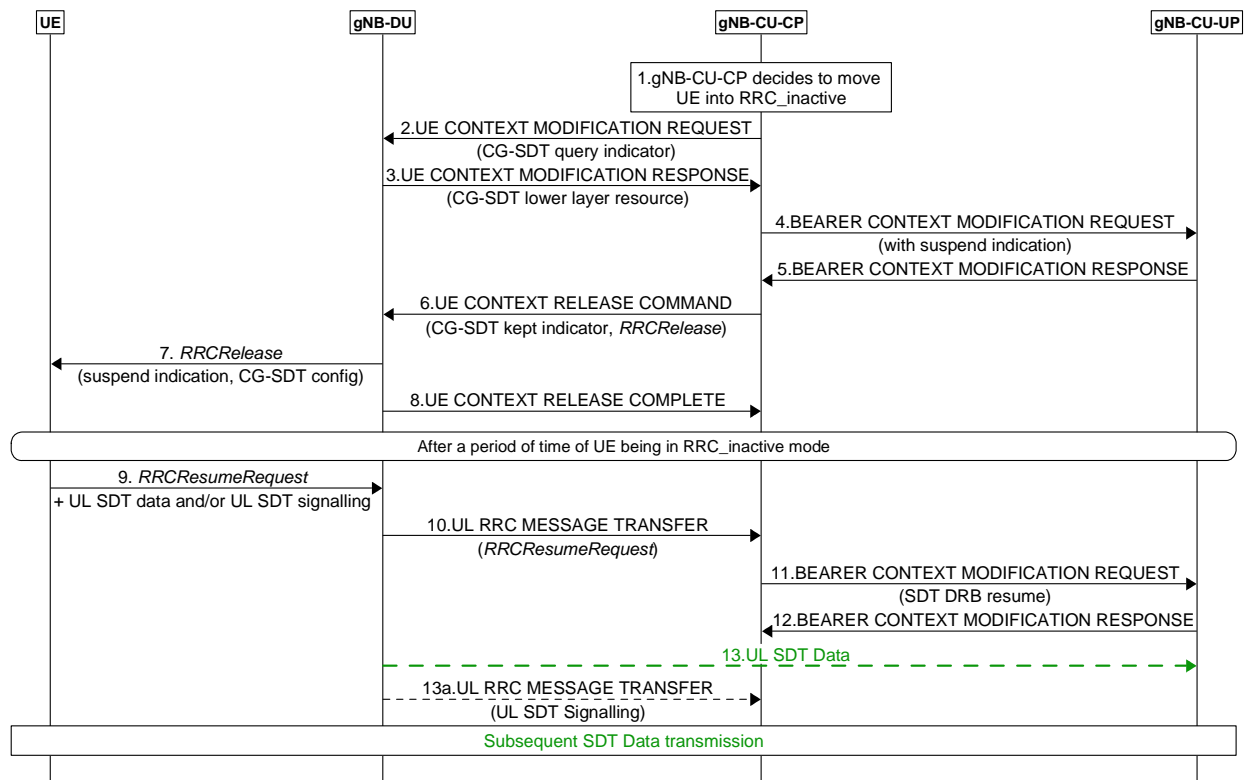 UE
gNB-DU
gNB-CU-CP
gNB-CU-UP
1.gNB-CU-CP decides to move
UE into RRC_inactive
2.UE CONTEXT MODIFICATION REQUEST
(CG-SDT query indicator)
3.UE CONTEXT MODIFICATION RESPONSE
(CG-SDT lower layer resource)
4.BEARER CONTEXT MODIFICATION REQUEST
(with suspend indication)
5.BEARER CONTEXT MODIFICATION RESPONSE
6.UE CONTEXT RELEASE COMMAND
(CG-SDT kept indicator, RRCRelease)
7. RRCRelease
(suspend indication, CG-SDT config)
8.UE CONTEXT RELEASE COMPLETE
After a period of time of UE being in RRC_inactive mode
9. RRCResumeRequest
+ UL SDT data and/or UL SDT signalling
10.UL RRC MESSAGE TRANSFER
(RRCResumeRequest)
11.BEARER CONTEXT MODIFICATION REQUEST
(SDT DRB resume)
12.BEARER CONTEXT MODIFICATION RESPONSE
13.UL SDT Data
13a.UL RRC MESSAGE TRANSFER
(UL SDT Signalling)
Subsequent SDT Data transmission